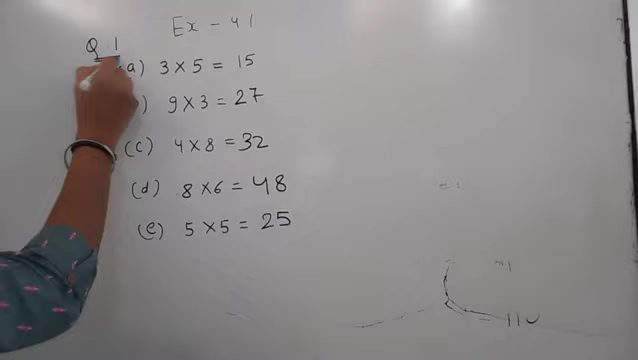 Ex - 41
Q.1
a) 3 × 5 = 15
) 9 × 3 = 27
(c) 4 × 8 = 32
(d) 8 × 6 = 48
(e) 5 × 5 = 25